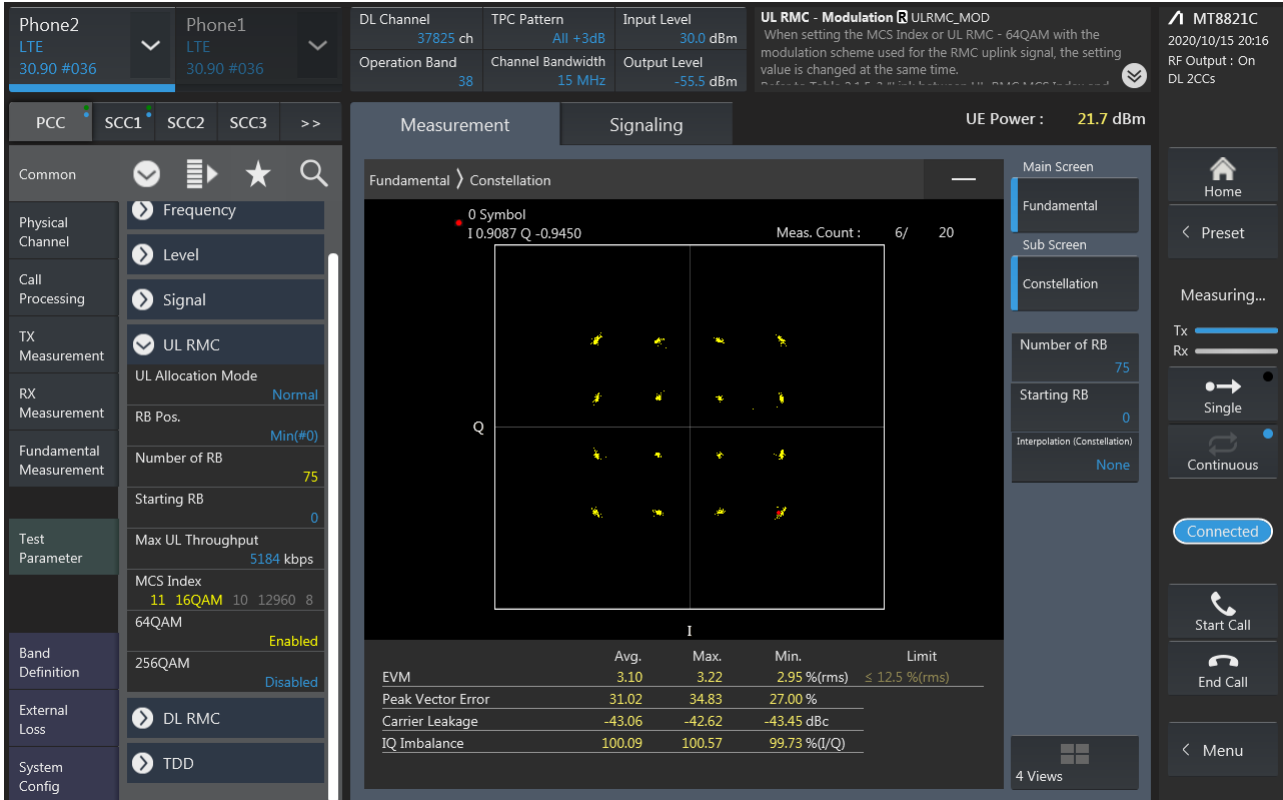 Phone2
LTE
30.90 #036
Phone1
LTE
30.90 #036
DL Channel
37825 ch
TPC Pattern
All +3dB
Input Level
30.0 dBm
Operation Band
38
Channel Bandwidth
15 MHz
Output Level
-55.5 dBm
UL RMC - Modulation R ULRMC_MOD
When setting the MCS Index or UL RMC - 64QAM with the
modulation scheme used for the RMC uplink signal, the setting
value is changed at the same time.
MT8821C
2020/10/15 20:16
RF Output : On
DL 2CCs
PCC SCC1 SCC2 SCC3 >>
Common
Physical
Channel
Call
Processing
TX
Measurement
RX
Measurement
Fundamental
Measurement
Test
Parameter
Band
Definition
External
Loss
System
Config
Frequency
Level
Signal
UL RMC
UL Allocation Mode
Normal
RB Pos.
Min(#0)
Number of RB
75
Starting RB
0
Max UL Throughput
5184 kbps
MCS Index
11 16QAM 10 12960 8
64QAM
Enabled
256QAM
Disabled
DL RMC
TDD
Measurement
Signaling
UE Power : 21.7 dBm
Fundamental > Constellation
0 Symbol
I 0.9087 Q -0.9450
Meas. Count : 6/ 20
Q
I
Avg. Max. Min. Limit
EVM 3.10 3.22 2.95 %(rms) ≤ 12.5 %(rms)
Peak Vector Error 31.02 34.83 27.00 %
Carrier Leakage -43.06 -42.62 -43.45 dBc
IQ Imbalance 100.09 100.57 99.73 %(I/Q)
Main Screen
Fundamental
Sub Screen
Constellation
Number of RB
75
Starting RB
0
Interpolation (Constellation)
None
4 Views
Home
< Preset
Measuring...
Tx
Rx
Single
Continuous
Connected
Start Call
End Call
< Menu